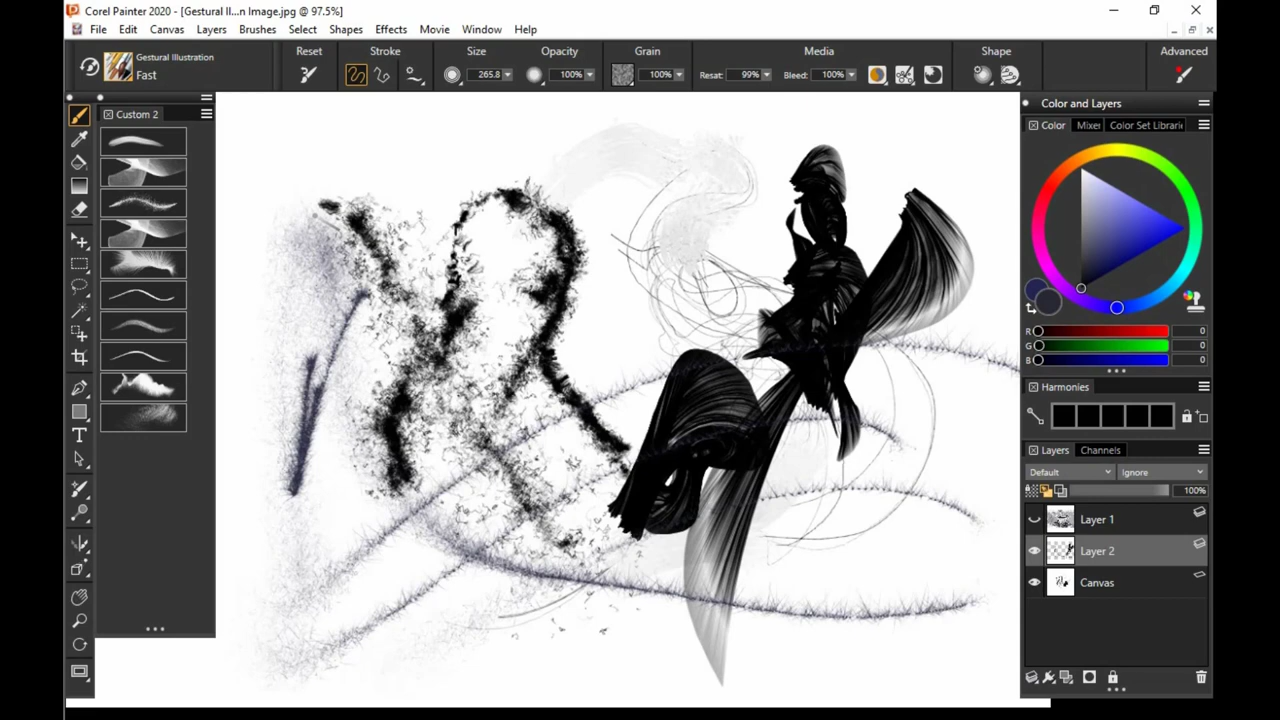 Corel Painter 2020 - [Gestural Il...n Image.jpg @ 97.5%]
File Edit Canvas Layers Brushes Select Shapes Effects Movie Window Help
Gestural Illustration
Fast
Reset Stroke Size Opacity Grain Media Shape Advanced
265.8 100% 100% Resat: 99% Bleed: 100%
Custom 2
Color and Layers
Color Mixer Color Set Librari
R 0
G 0
B 0
Harmonies
Layers Channels
Default Ignore
100%
Layer 1
Layer 2
Canvas